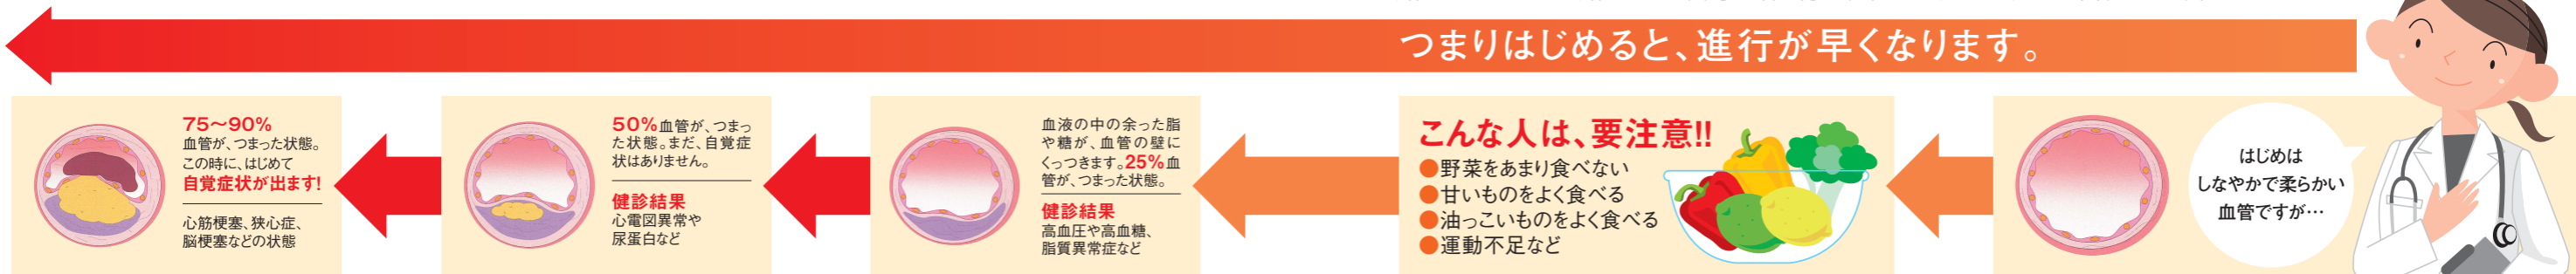 つまりはじめると、進行が早くなります。
はじめは
しなやかで柔らかい
血管ですが…
こんな人は、要注意!!
●野菜をあまり食べない
●甘いものをよく食べる
●油っこいものをよく食べる
●運動不足など
血液の中の余った脂
や糖が、血管の壁に
くっつきます。25%血
管が、つまった状態。
健診結果
高血圧や高血糖、
脂質異常症など
50%血管が、つまっ
た状態。まだ、自覚症
状はありません。
健診結果
心電図異常や
尿蛋白など
75〜90%
血管が、つまった状態。
この時に、はじめて
自覚症状が出ます!
心筋梗塞、狭心症、
脳梗塞などの状態